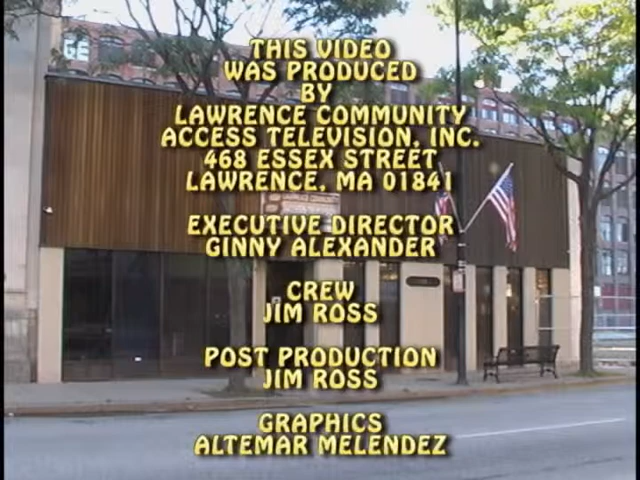 THIS VIDEO
WAS PRODUCED
BY
LAWRENCE COMMUNITY
ACCESS TELEVISION, INC.
468 ESSEX STREET
LAWRENCE, MA 01841
EXECUTIVE DIRECTOR
GINNY ALEXANDER
CREW
JIM ROSS
POST PRODUCTION
JIM ROSS
GRAPHICS
ALTEMAR MELENDEZ
GE